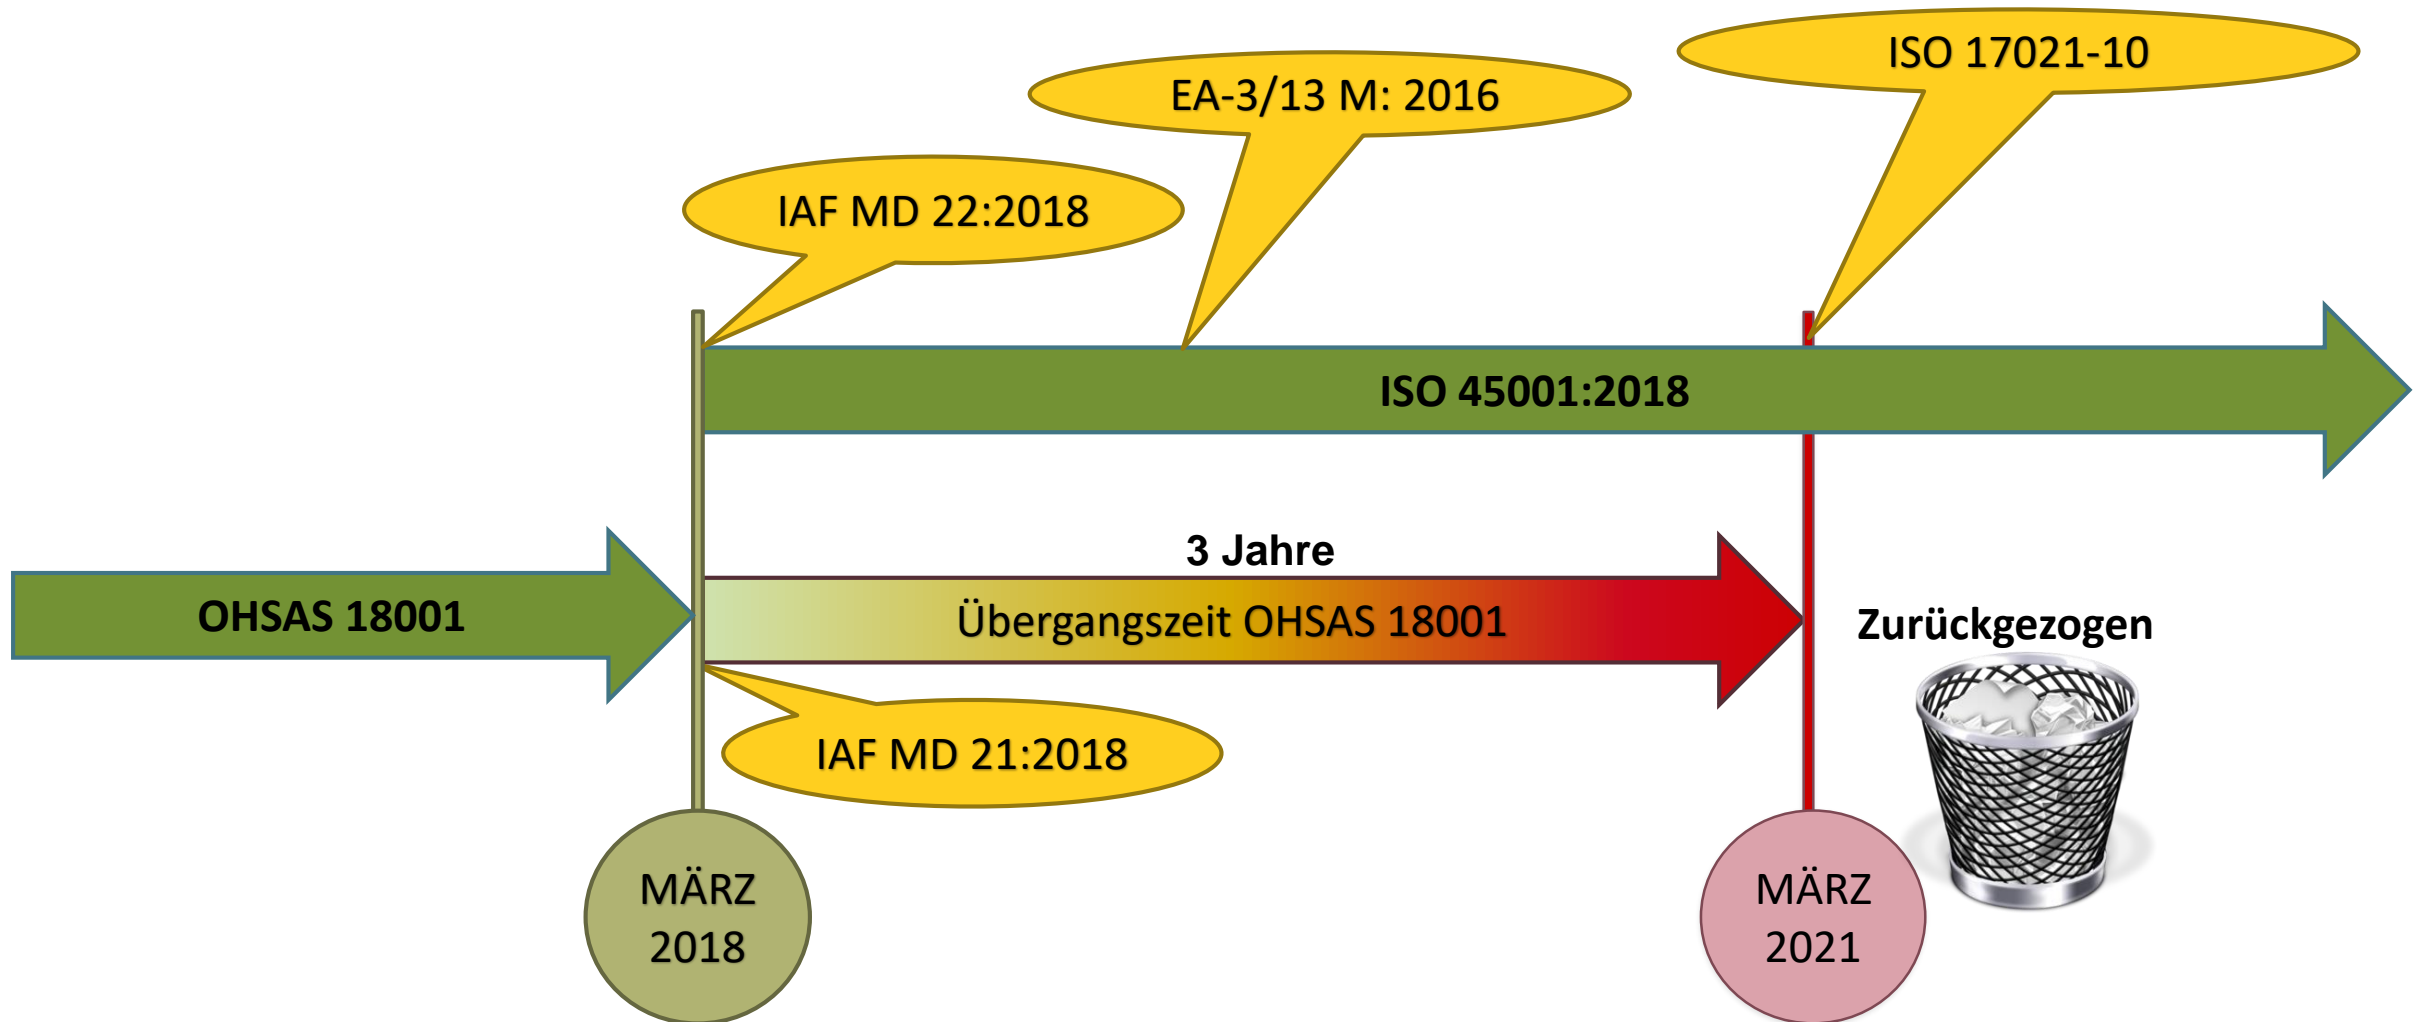 ISO 17021-10
EA-3/13 M: 2016
IAF MD 22:2018
ISO 45001:2018
3 Jahre
OHSAS 18001
Übergangszeit OHSAS 18001
Zurückgezogen
IAF MD 21:2018
MÄRZ
2018
MÄRZ
2021